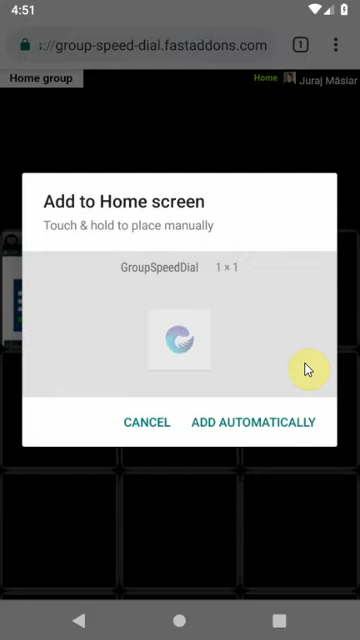 4:51
://group-speed-dial.fastaddons.com
1
Home group
Home
Juraj Mäsiar
Add to Home screen
Touch & hold to place manually
GroupSpeedDial 1 × 1
CANCEL
ADD AUTOMATICALLY